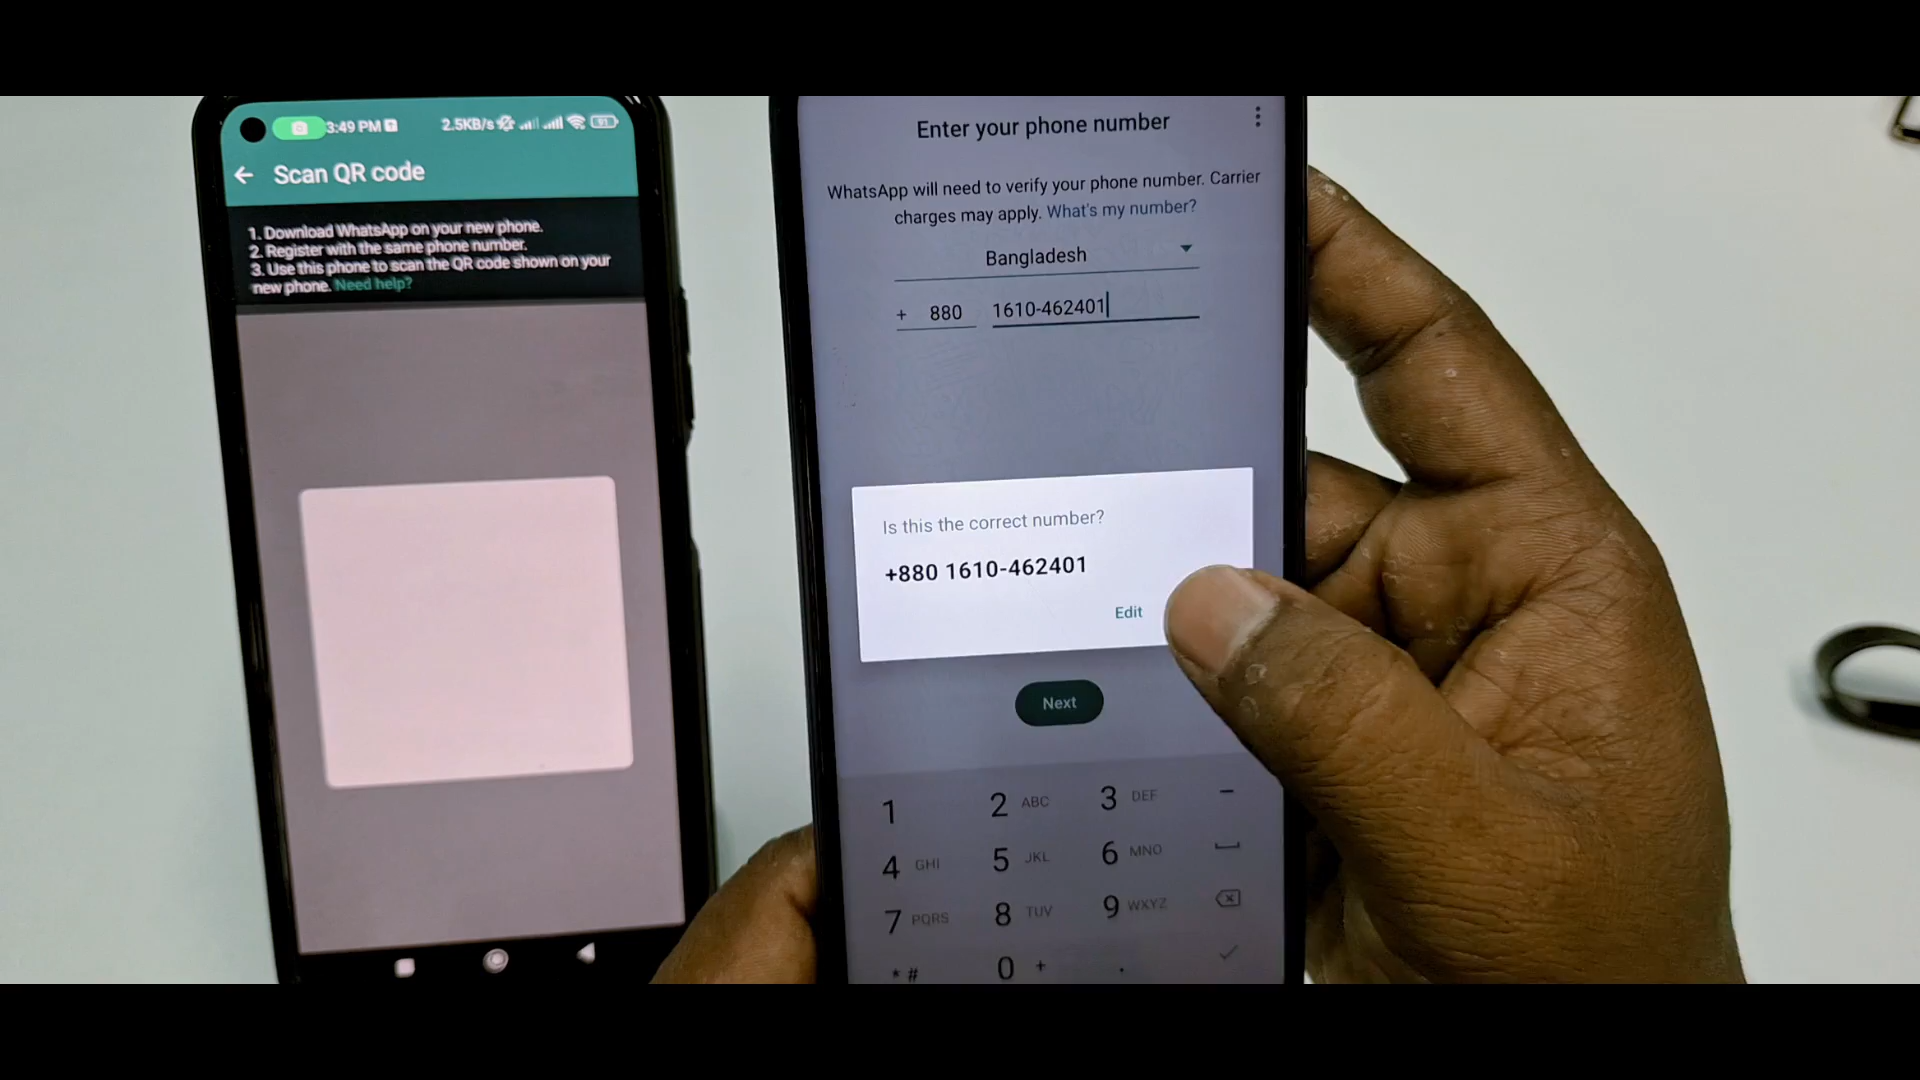 3:49 PM
2.5KB/s
91
Scan QR code
1. Download WhatsApp on your new phone.
2. Register with the same phone number.
3. Use this phone to scan the QR code shown on your
new phone. Need help?
Enter your phone number
WhatsApp will need to verify your phone number. Carrier
charges may apply. What's my number?
Bangladesh
+ 880 1610-462401
Is this the correct number?
+880 1610-462401
Edit
Next
1 2 ABC 3 DEF -
4 GHI 5 JKL 6 MNO
7 PQRS 8 TUV 9 WXYZ
* # 0 + .